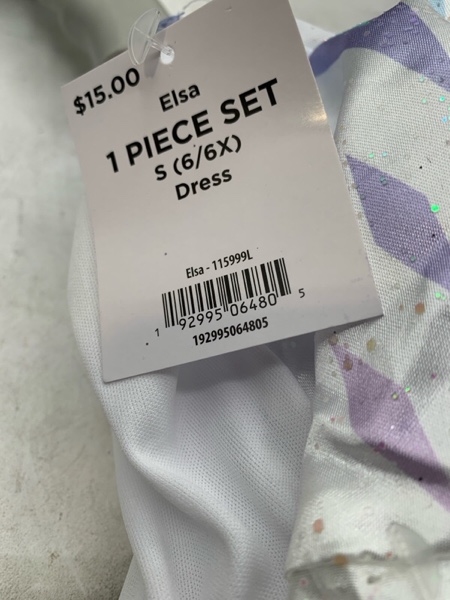 $15.00
Elsa
1 PIECE SET
S (6/6X)
Dress
Elsa - 115999L
1 92995 06480 5
192995064805